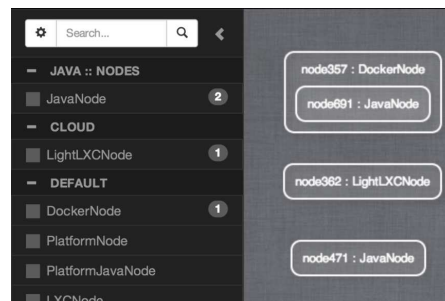 Search...
JAVA :: NODES
JavaNode 2
CLOUD
LightLXCNode 1
DEFAULT
DockerNode 1
PlatformNode
PlatformJavaNode
LXCNode
node357 : DockerNode
node691 : JavaNode
node362 : LightLXCNode
node471 : JavaNode